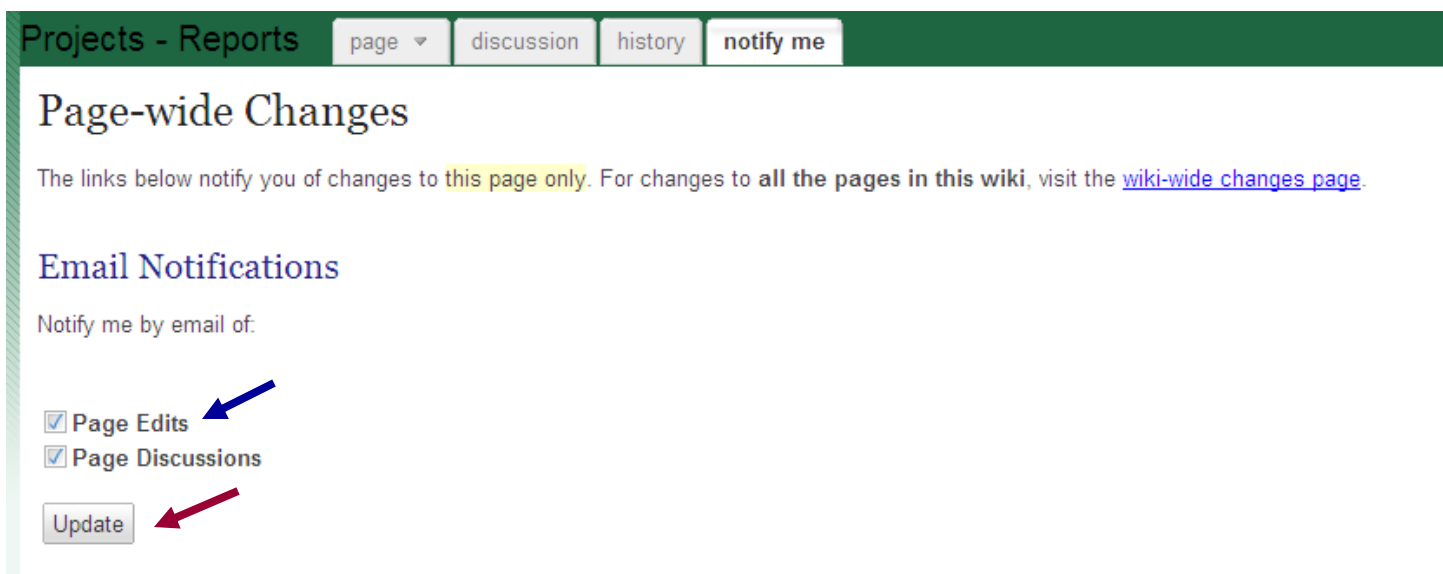 Projects - Reports page discussion history notify me
Page-wide Changes
The links below notify you of changes to this page only. For changes to all the pages in this wiki, visit the wiki-wide changes page.
Email Notifications
Notify me by email of:
Page Edits
Page Discussions
Update